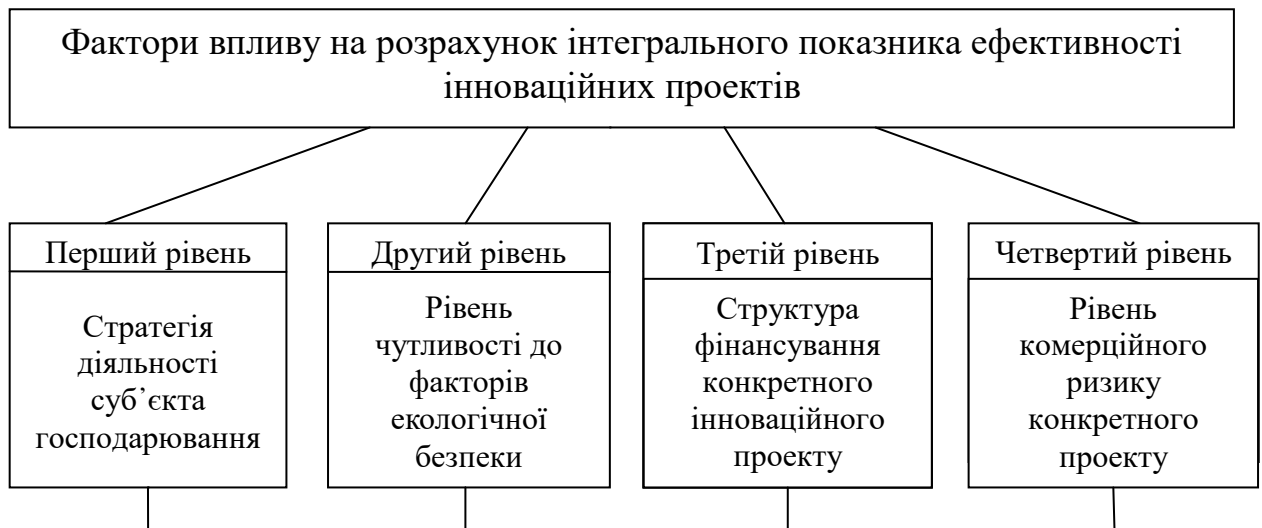 Фактори впливу на розрахунок інтегрального показника ефективності
інноваційних проектів
Перший рівень
Стратегія
діяльності
суб’єкта
господарювання
Другий рівень
Рівень
чутливості до
факторів
екологічної
безпеки
Третій рівень
Структура
фінансування
конкретного
інноваційного
проекту
Четвертий рівень
Рівень
комерційного
ризику
конкретного
проекту